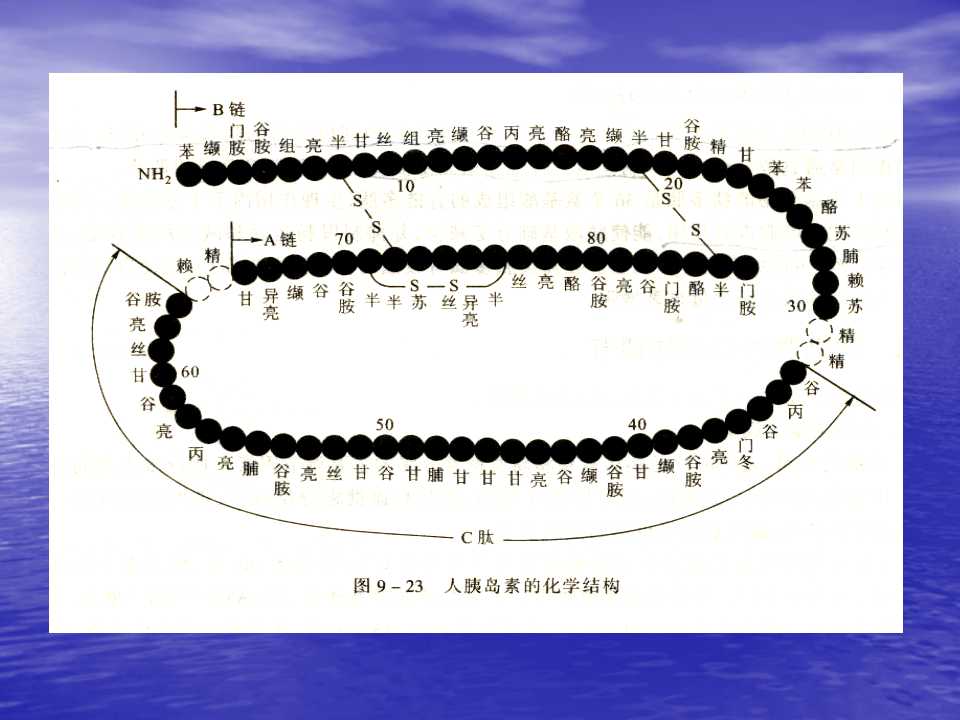 B 链
NH₂ 苯 缬 门胺 谷胺 组 亮 半 甘 丝 组 亮 缬 谷 丙 亮 酪 亮 缬 半 甘 谷胺 精 甘 苯 苯 酪 苏 脯 赖 苏
10 20 30
S S
S S
A 链 70 80
赖 精 甘 异亮 缬 谷 谷胺 半 半 苏 丝 异亮 半 丝 亮 酪 谷胺 亮 谷 门胺 酪 半 门胺
S S
精
精
谷胺 亮 丝 甘 谷 亮 丙 亮 脯 谷胺 亮 丝 甘 谷 甘 脯 甘 甘 甘 亮 谷 缬 谷胺 甘 缬 谷胺 亮 门冬 谷 丙 谷
60 50 40
C 肽
图 9-23 人胰岛素的化学结构